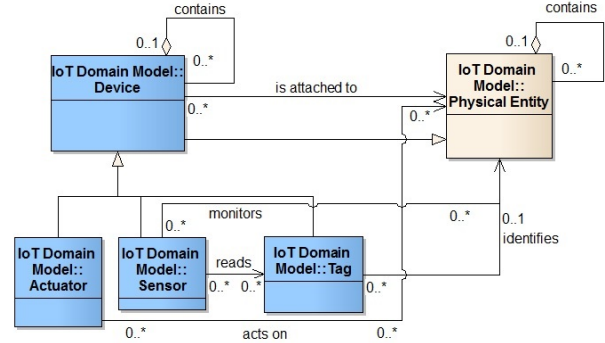 contains
contains
0..1
0..*
0..1
0..*
IoT Domain Model::
Device
IoT Domain
Model::
Physical Entity
is attached to
0..*
0..*
0..*
monitors
0..*
0..1
identifies
IoT Domain
Model::
Actuator
IoT Domain
Model::
Sensor
reads
0..*
0..*
IoT Domain
Model::Tag
0..*
0..*
acts on
0..*